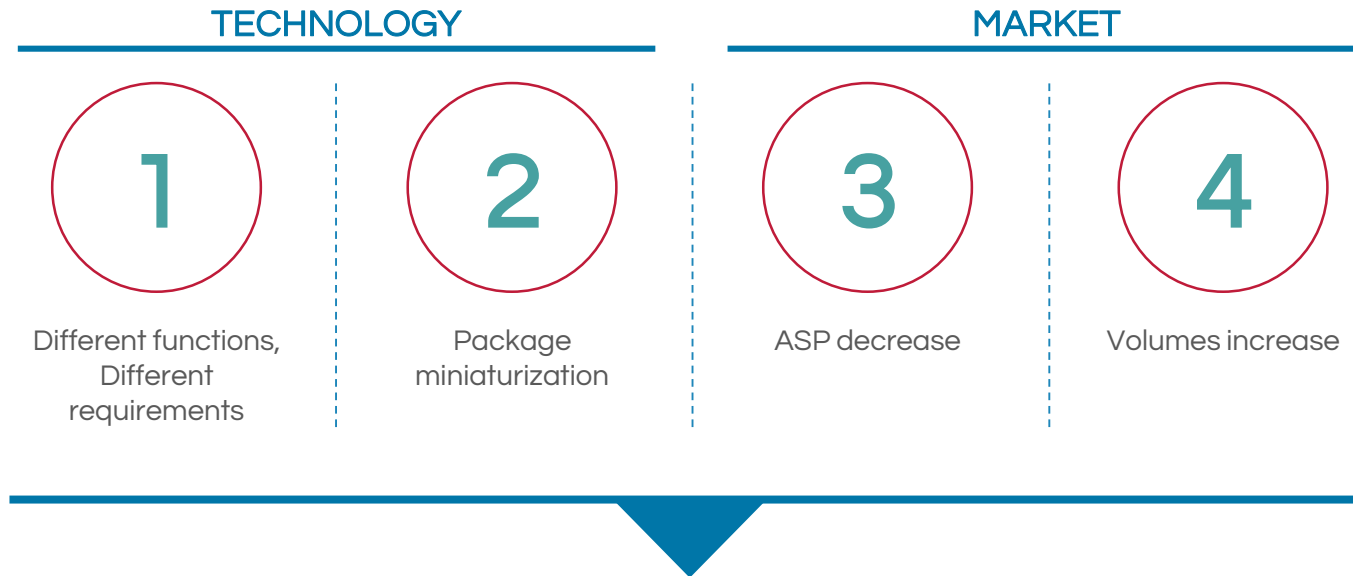 TECHNOLOGY
MARKET
1
2
3
4
Different functions,
Different
requirements
Package
miniaturization
ASP decrease
Volumes increase